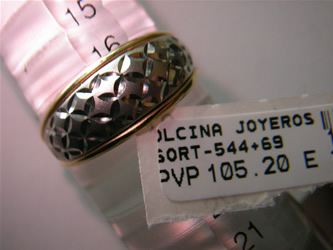 15
16
OLCINA JOYEROS
SORT-544+69
PVP 105.20 E
21